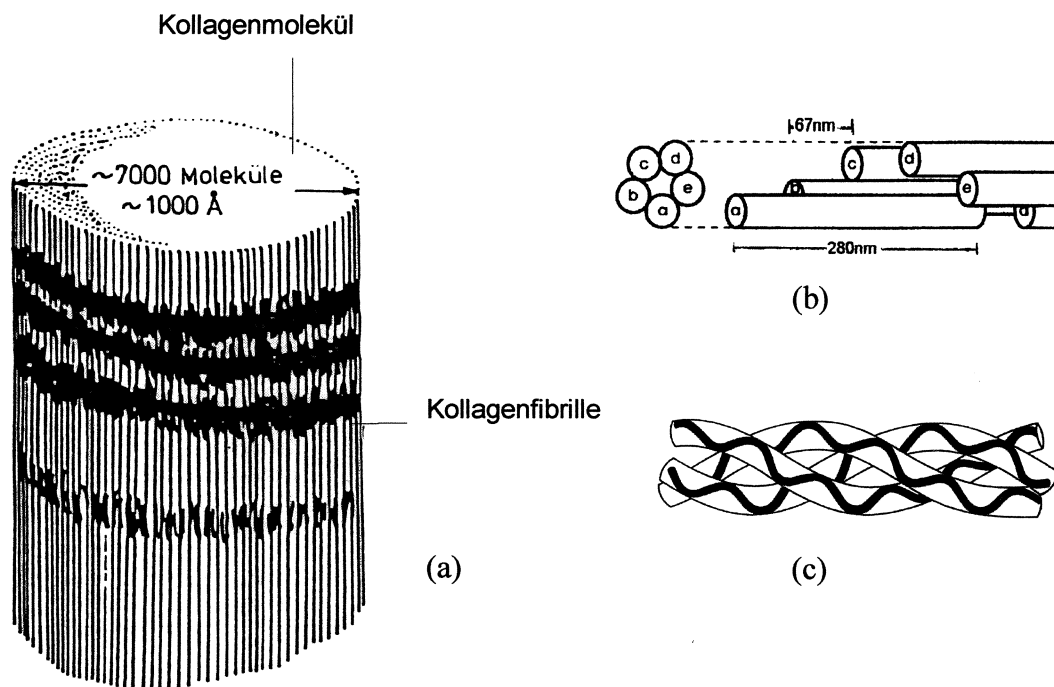 Kollagenmolekül
~7000 Moleküle
~1000 Å
Kollagenfibrille
(a)
67nm
c
d
b
e
a
a
b
c
d
e
a
280nm
(b)
(c)